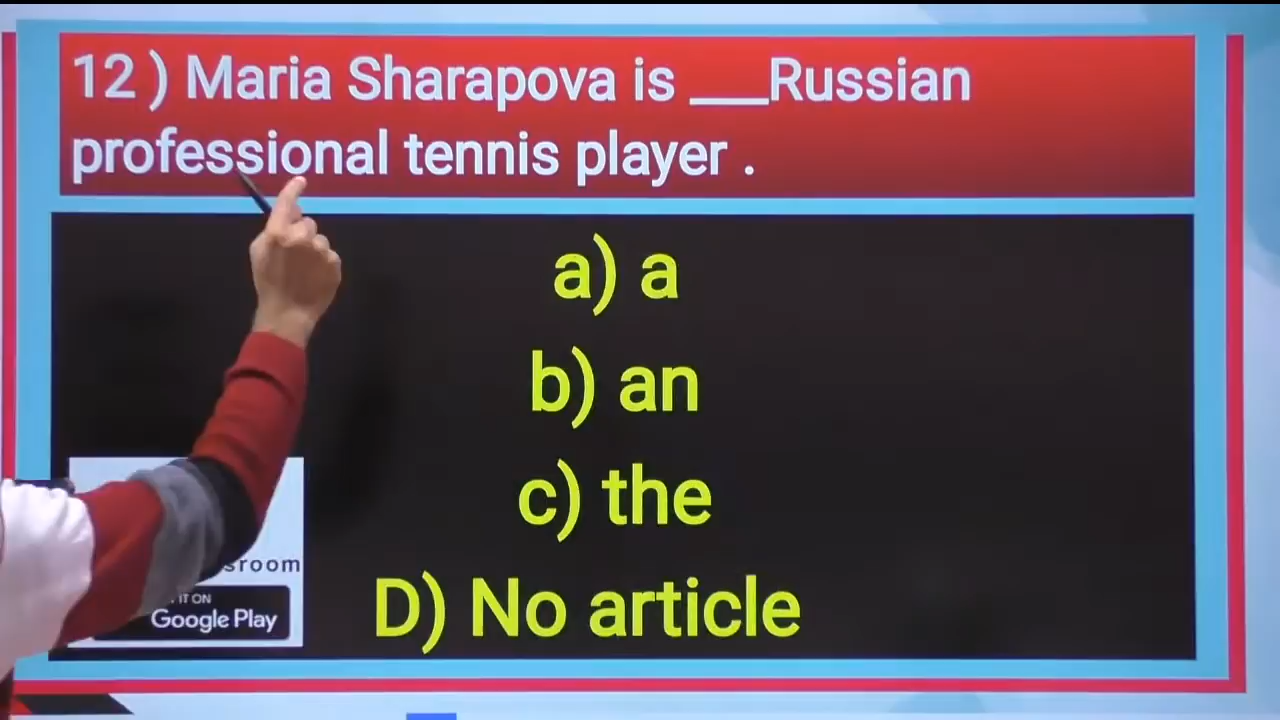 12 ) Maria Sharapova is ___Russian
professional tennis player .
a) a
b) an
c) the
D) No article
sroom
IT ON
Google Play